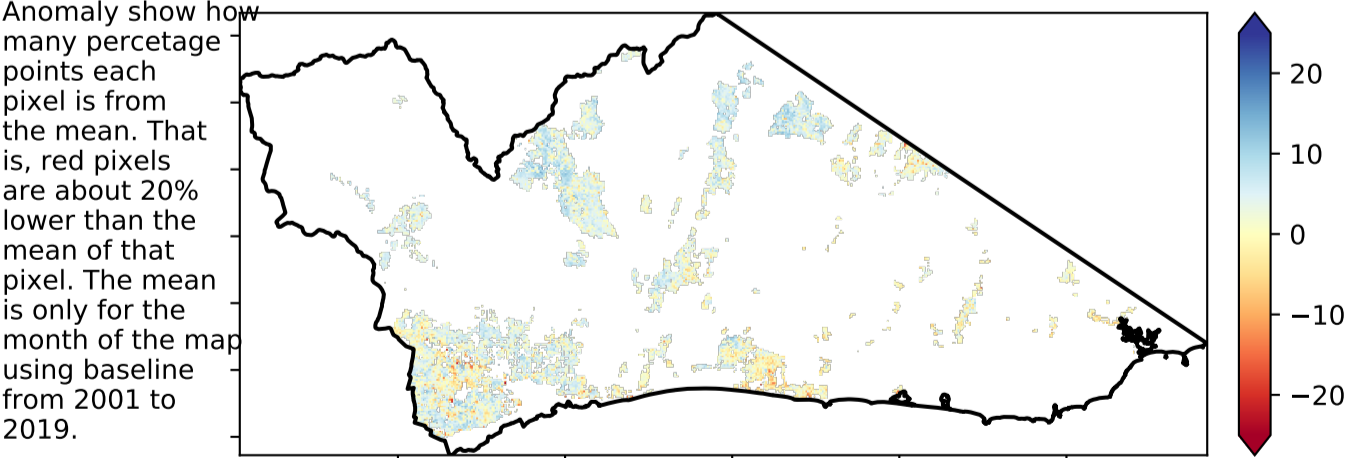 Anomaly show how
many percetage
points each
pixel is from
the mean. That
is, red pixels
are about 20%
lower than the
mean of that
pixel. The mean
is only for the
month of the map
using baseline
from 2001 to
2019.
20
10
0
−10
−20